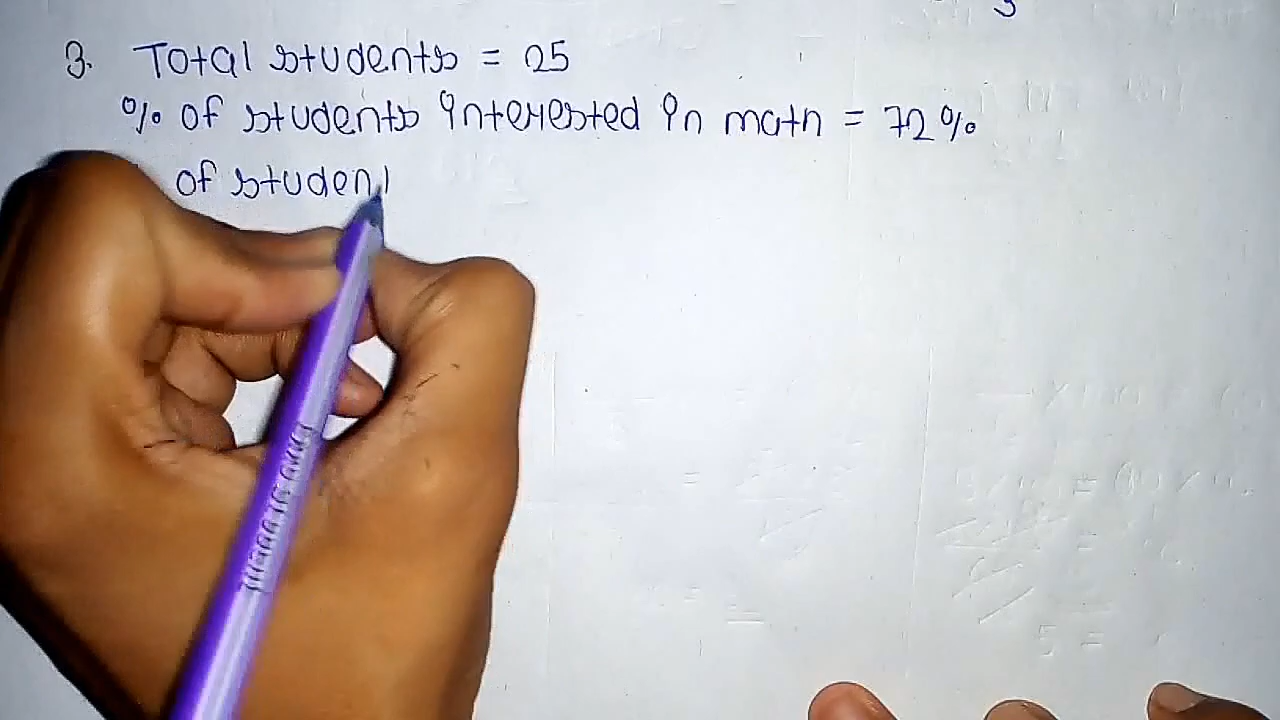 3. Total students = 25
% of students interested in math = 72%
of studen